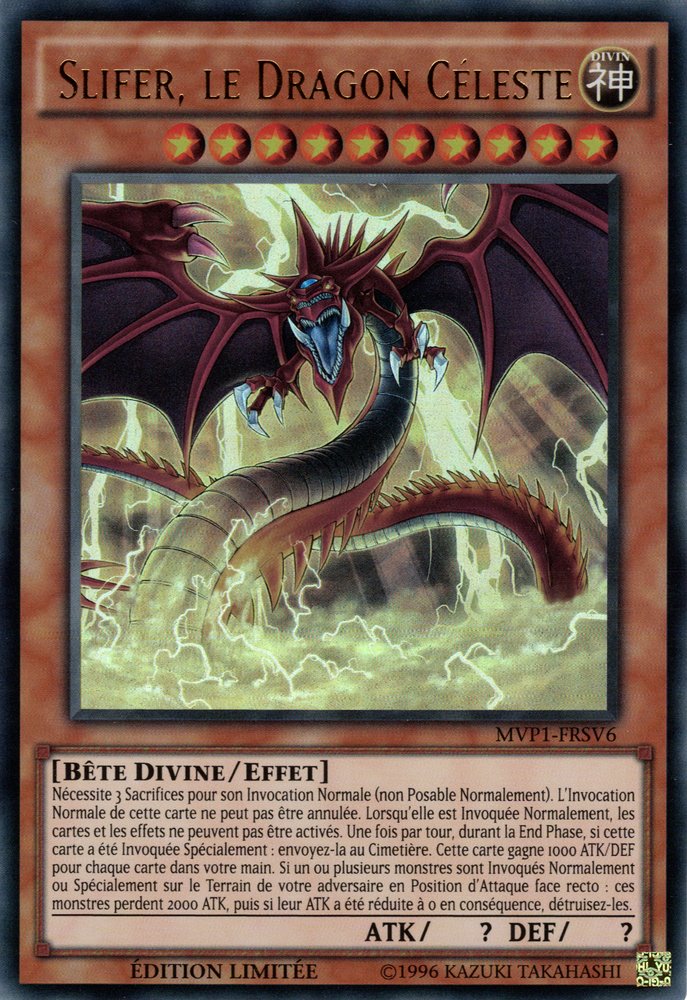 SLIFER, LE DRAGON CÉLESTE
DIVIN
神
MVP1-FRSV6
[BÊTE DIVINE/EFFET]
Nécessite 3 Sacrifices pour son Invocation Normale (non Posable Normalement). L'Invocation
Normale de cette carte ne peut pas être annulée. Lorsqu'elle est Invoquée Normalement, les
cartes et les effets ne peuvent pas être activés. Une fois par tour, durant la End Phase, si cette
carte a été Invoquée Spécialement : envoyez-la au Cimetière. Cette carte gagne 1000 ATK/DEF
pour chaque carte dans votre main. Si un ou plusieurs monstres sont Invoqués Normalement
ou Spécialement sur le Terrain de votre adversaire en Position d'Attaque face recto : ces
monstres perdent 2000 ATK, puis si leur ATK a été réduite à 0 en conséquence, détruisez-les.
ATK/ ? DEF/ ?
ÉDITION LIMITÉE ©1996 KAZUKI TAKAHASHI